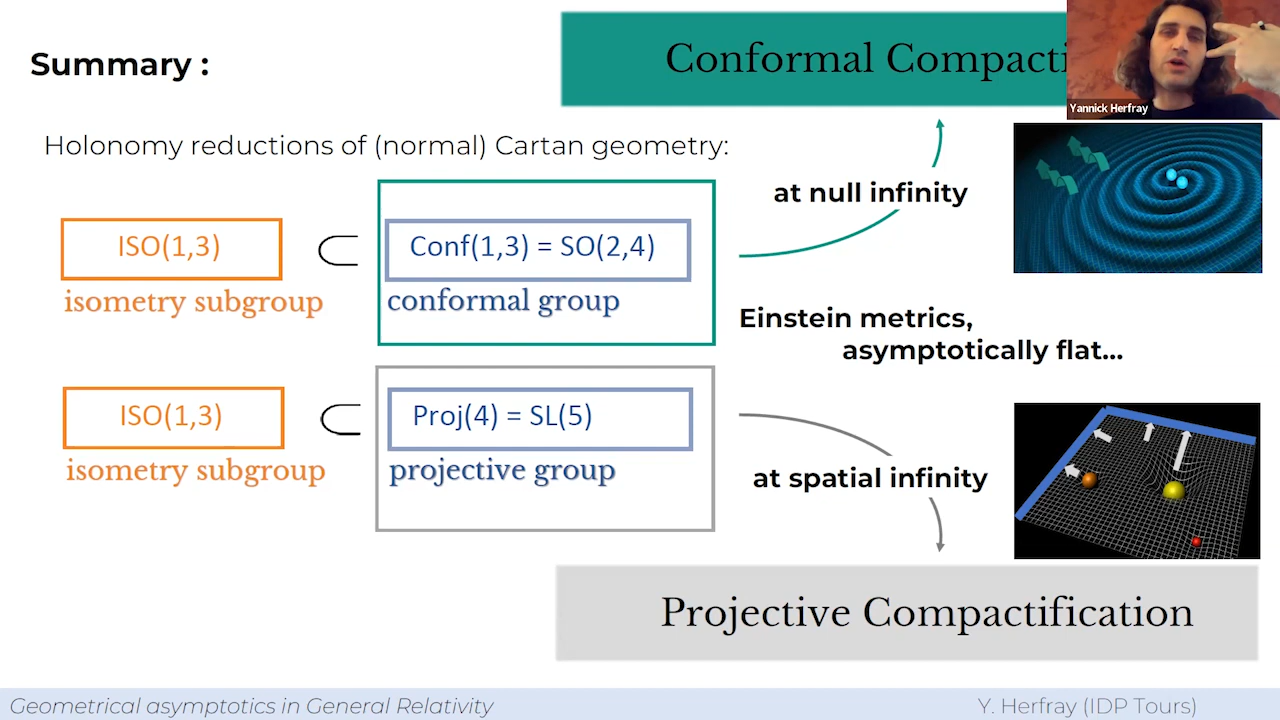 Summary :
Conformal Compacti
Yannick Herfray
Holonomy reductions of (normal) Cartan geometry:
at null infinity
ISO(1,3) ⊂ Conf(1,3) = SO(2,4)
isometry subgroup conformal group
Einstein metrics,
asymptotically flat...
ISO(1,3) ⊂ Proj(4) = SL(5)
isometry subgroup projective group
at spatial infinity
Projective Compactification
Geometrical asymptotics in General Relativity
Y. Herfray (IDP Tours)